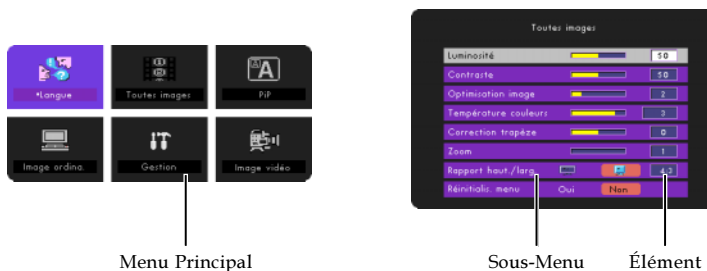 •Langue
Toutes images
PiP
Image ordina.
Gestion
Image vidéo
Menu Principal
Toutes images
Luminosité 50
Contraste 50
Optimisation image 2
Température couleurs 3
Correction trapéze 0
Zoom 1
Rapport haut./larg. 4:3
Réinitialis. menu Oui Non
Sous-Menu
Élément